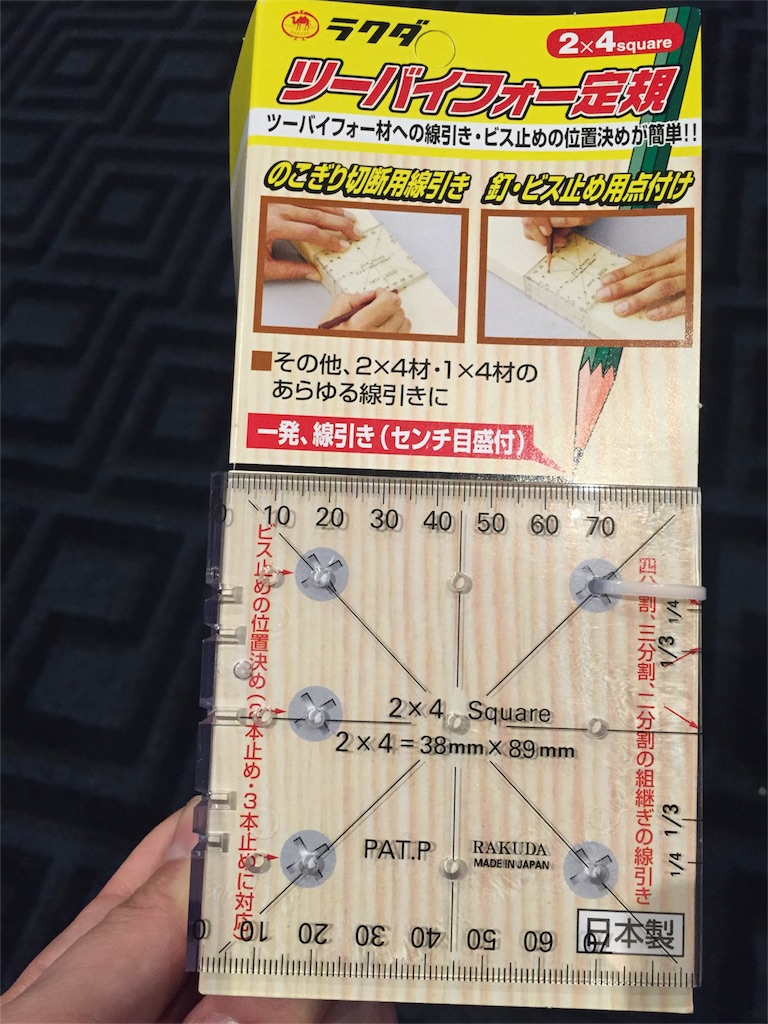 ラクダ
2×4square
ツーバイフォー定規
ツーバイフォー材への線引き・ビス止めの位置決めが簡単!!
のこぎり切断用線引き 釘・ビス止め用点付け
■その他、2×4材・1×4材の
あらゆる線引きに
一発、線引き(センチ目盛付)
0 10 20 30 40 50 60 70
ビス止めの位置決め(2本止め・3本止めに対応)
四分割、三分割、二分割の組継ぎの線引き
1/4
1/3
2×4 Square
2×4=38mm×89mm
1/3
1/4
PAT.P
RAKUDA
MADE IN JAPAN
日本製
0 10 20 30 40 50 60 70